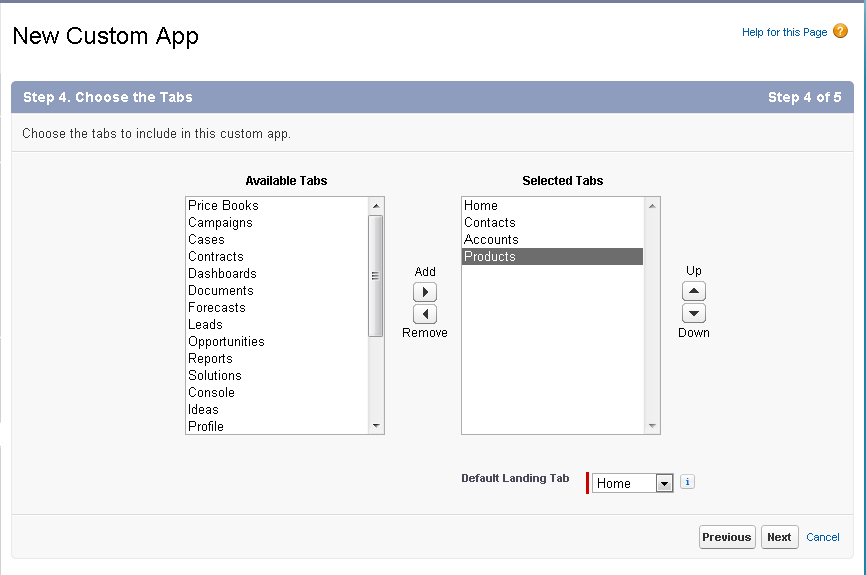 New Custom App
Help for this Page ?
Step 4. Choose the Tabs
Step 4 of 5
Choose the tabs to include in this custom app.
Available Tabs
Price Books
Campaigns
Cases
Contracts
Dashboards
Documents
Forecasts
Leads
Opportunities
Reports
Solutions
Console
Ideas
Profile
Add
Remove
Selected Tabs
Home
Contacts
Accounts
Products
Up
Down
Default Landing Tab
Home
i
Previous
Next
Cancel